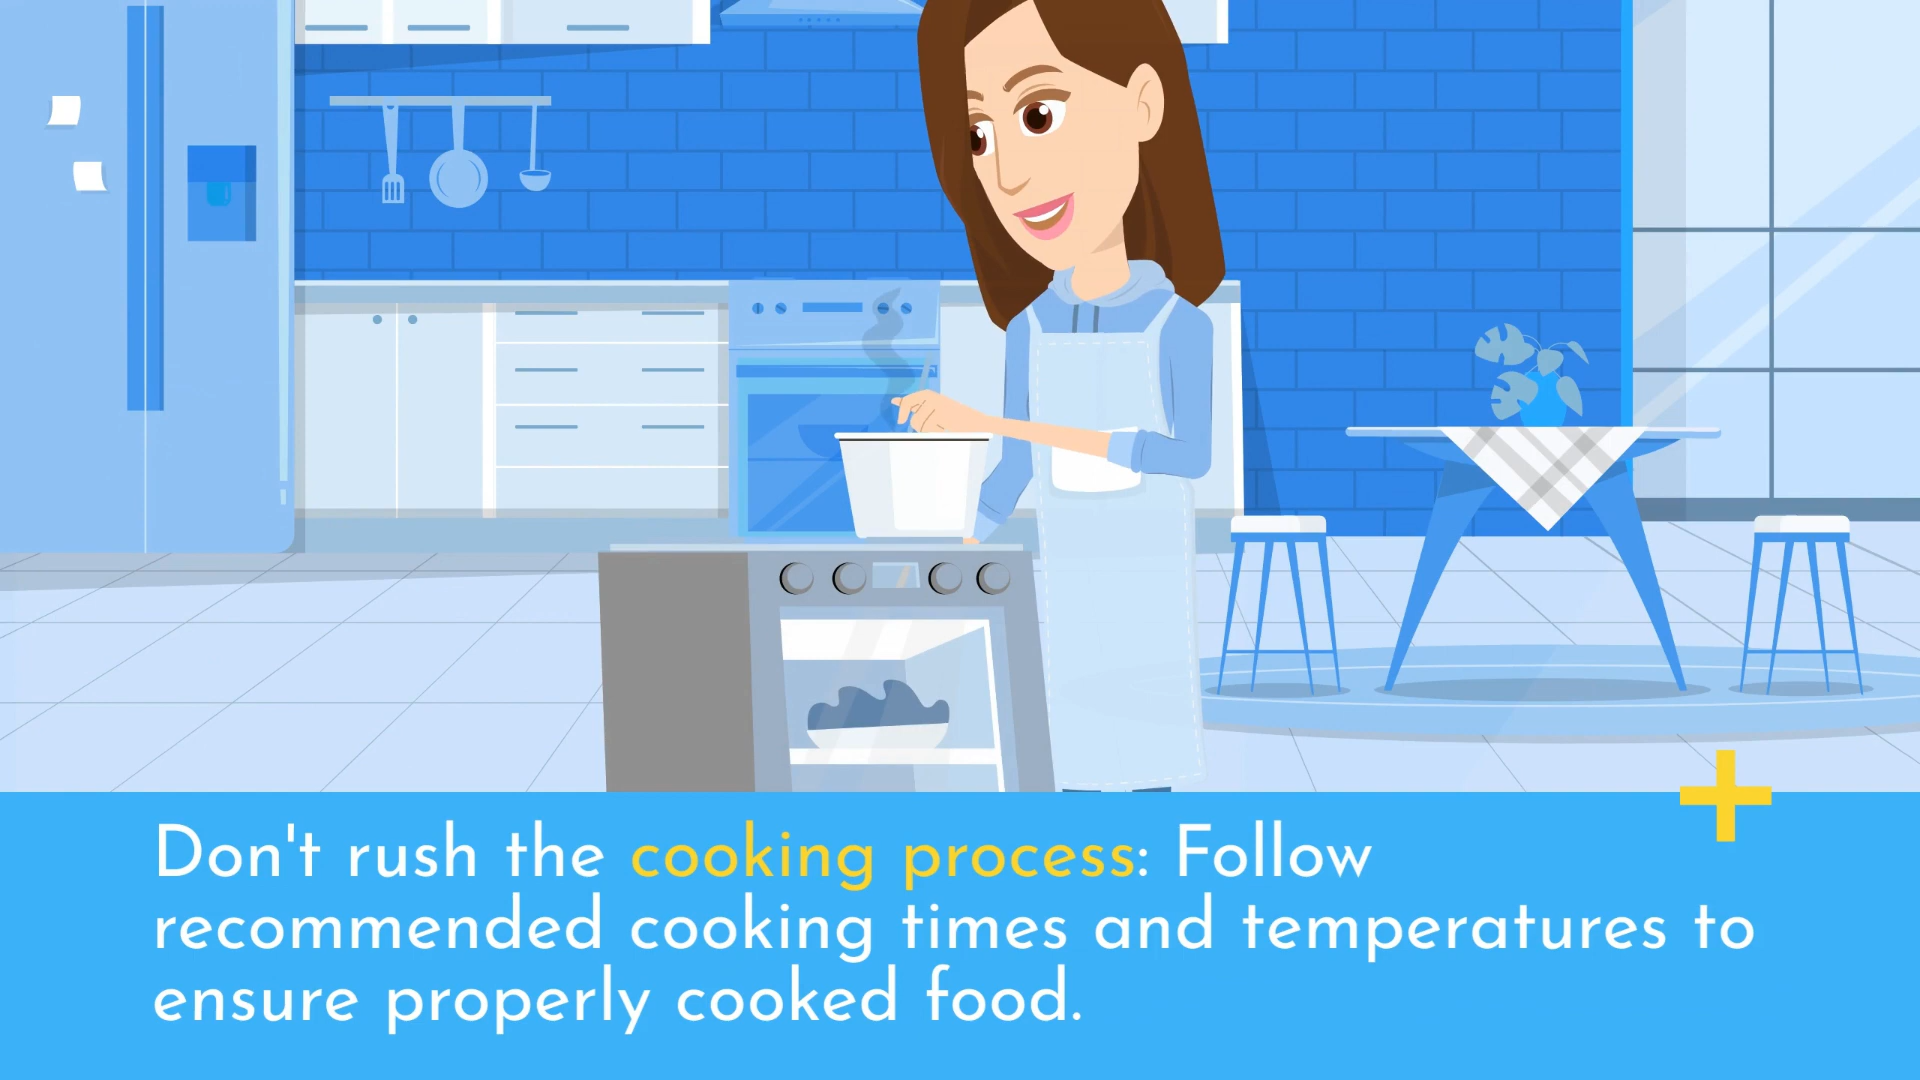 Don't rush the cooking process: Follow
recommended cooking times and temperatures to
ensure properly cooked food.